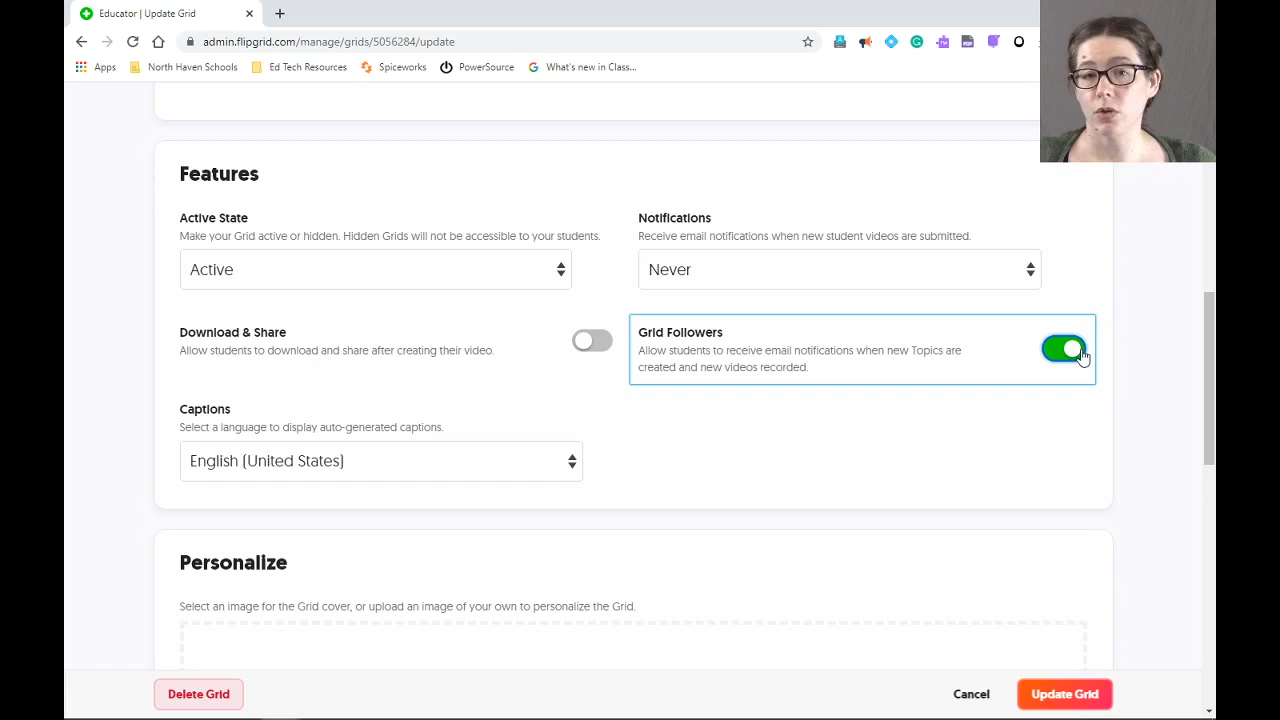 Educator | Update Grid
admin.flipgrid.com/manage/grids/5056284/update
Apps North Haven Schools Ed Tech Resources Spiceworks PowerSource What's new in Class...
Features
Active State
Make your Grid active or hidden. Hidden Grids will not be accessible to your students.
Active
Notifications
Receive email notifications when new student videos are submitted.
Never
Download & Share
Allow students to download and share after creating their video.
Grid Followers
Allow students to receive email notifications when new Topics are
created and new videos recorded.
Captions
Select a language to display auto-generated captions.
English (United States)
Personalize
Select an image for the Grid cover, or upload an image of your own to personalize the Grid.
Delete Grid
Cancel
Update Grid